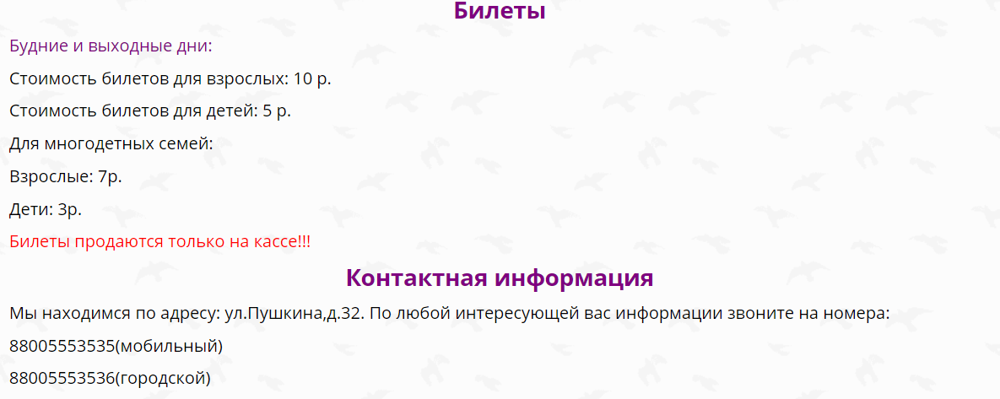 Билеты
Будние и выходные дни:
Стоимость билетов для взрослых: 10 р.
Стоимость билетов для детей: 5 р.
Для многодетных семей:
Взрослые: 7р.
Дети: 3р.
Билеты продаются только на кассе!!!
Контактная информация
Мы находимся по адресу: ул.Пушкина,д.32. По любой интересующей вас информации звоните на номера:
88005553535(мобильный)
88005553536(городской)